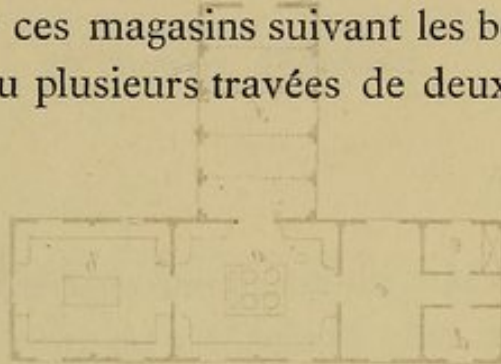 ces magasins suivant les b
u plusieurs travées de deux